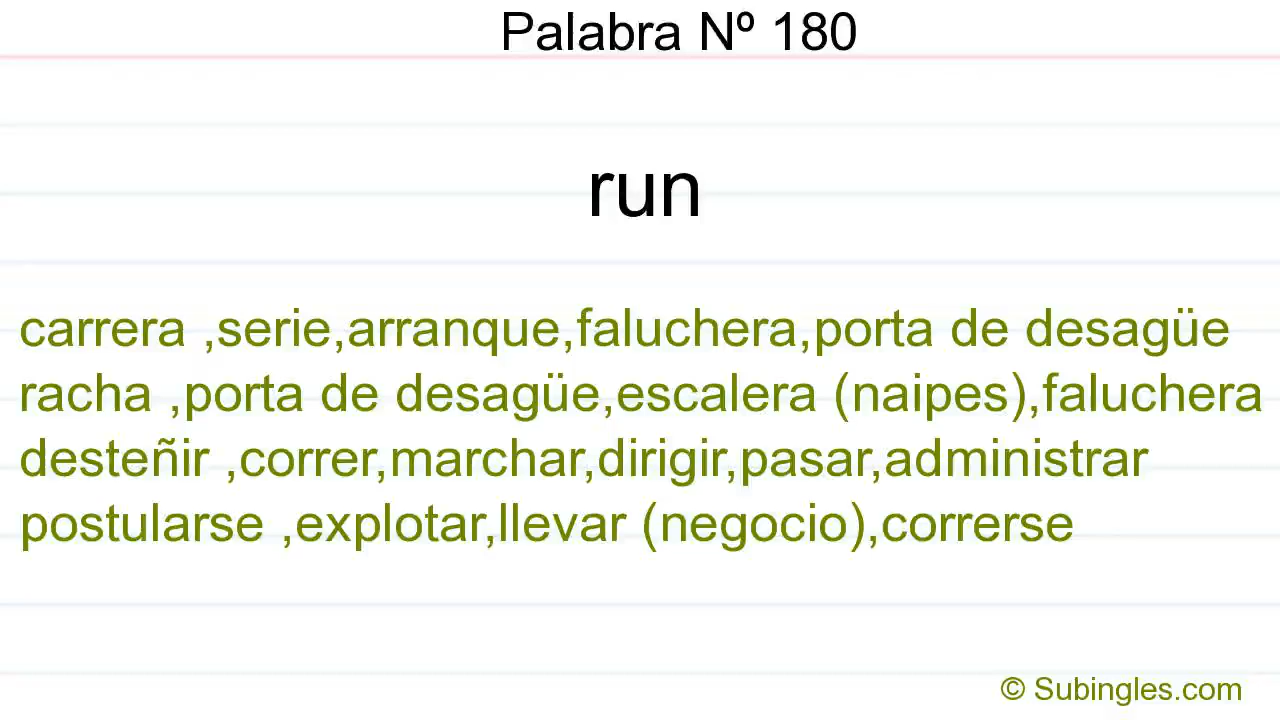 Palabra Nº 180
run
carrera ,serie,arranque,faluchera,porta de desagüe
racha ,porta de desagüe,escalera (naipes),faluchera
desteñir ,correr,marchar,dirigir,pasar,administrar
postularse ,explotar,llevar (negocio),correrse
© Subingles.com